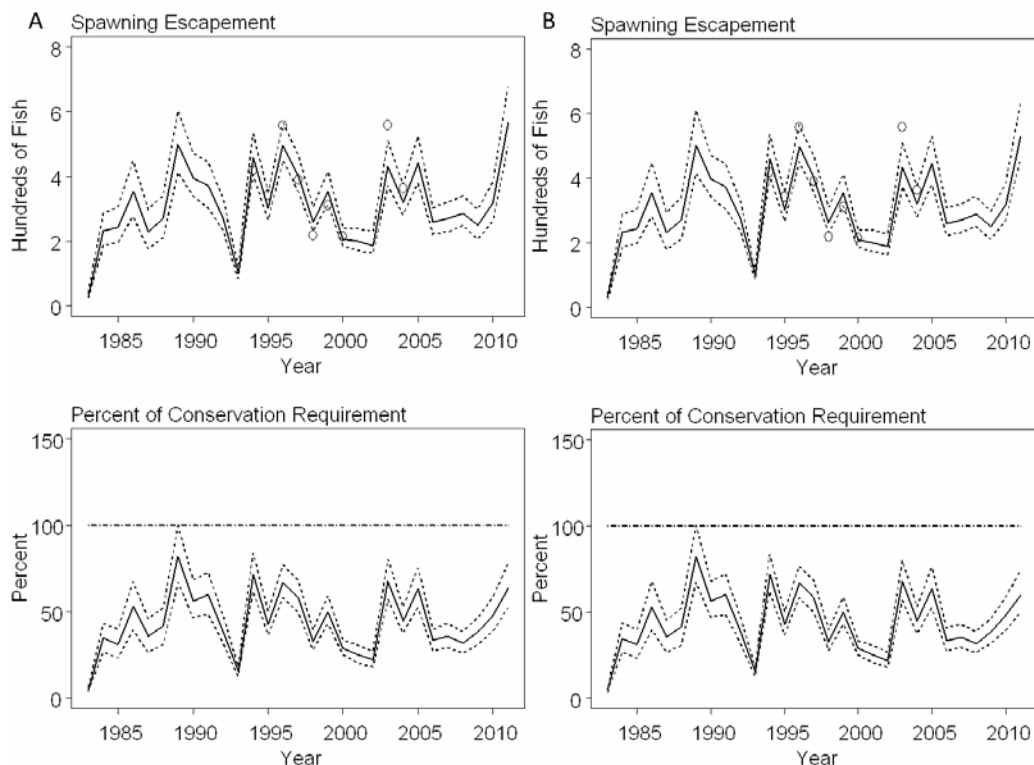 A
Spawning Escapement
Hundreds of Fish
8
6
4
2
0
1985 1990 1995 2000 2005 2010
Year
B
Spawning Escapement
Hundreds of Fish
8
6
4
2
0
1985 1990 1995 2000 2005 2010
Year
Percent of Conservation Requirement
Percent
150
100
50
0
1985 1990 1995 2000 2005 2010
Year
Percent of Conservation Requirement
Percent
150
100
50
0
1985 1990 1995 2000 2005 2010
Year